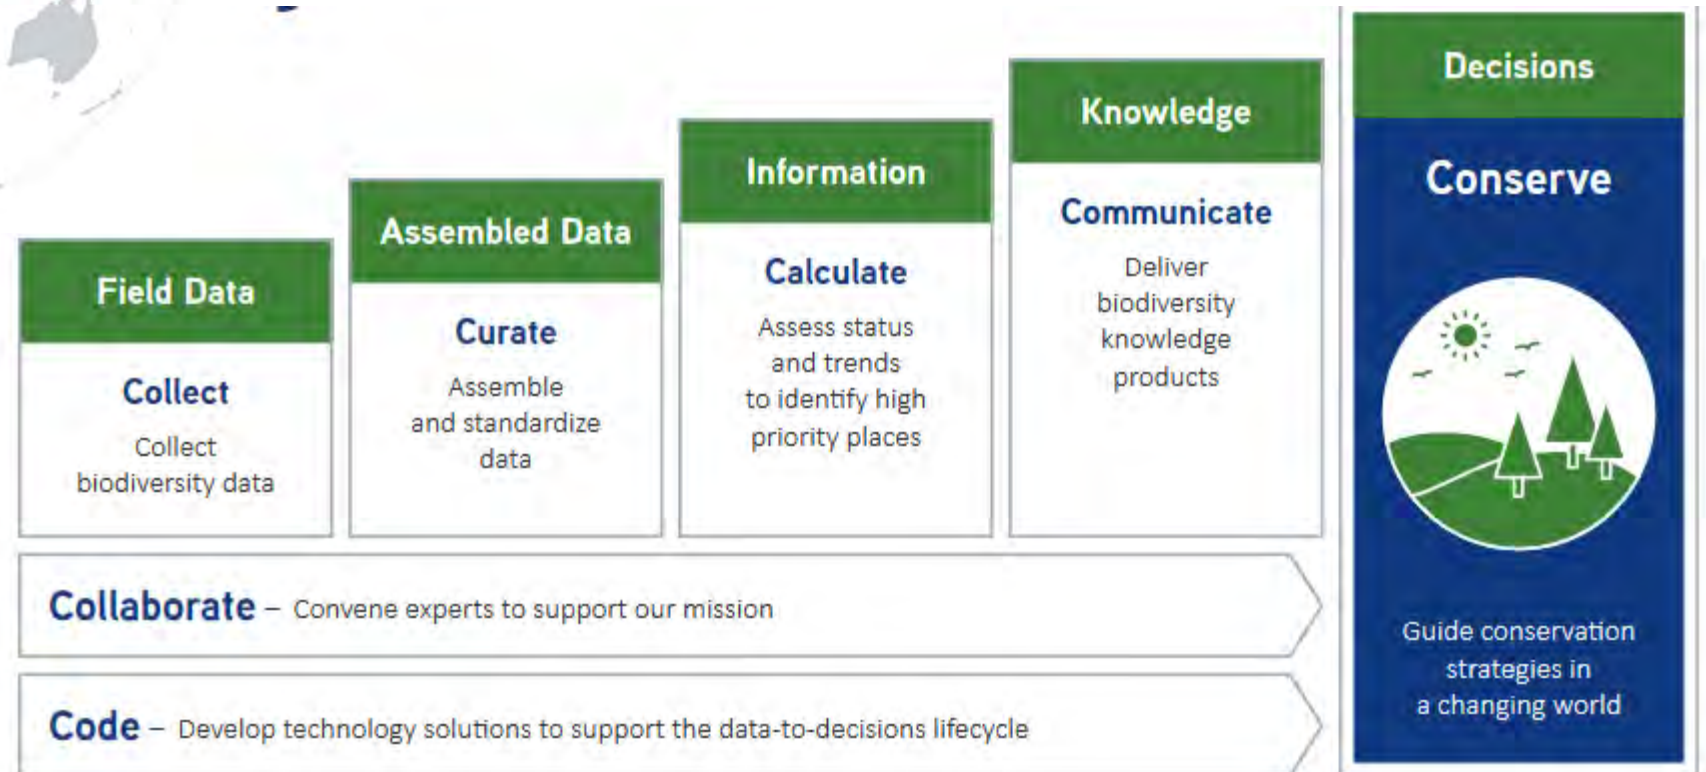 Field Data
Collect
Collect
biodiversity data
Assembled Data
Curate
Assemble
and standardize
data
Information
Calculate
Assess status
and trends
to identify high
priority places
Knowledge
Communicate
Deliver
biodiversity
knowledge
products
Decisions
Conserve
Guide conservation
strategies in
a changing world
Collaborate – Convene experts to support our mission
Code – Develop technology solutions to support the data-to-decisions lifecycle